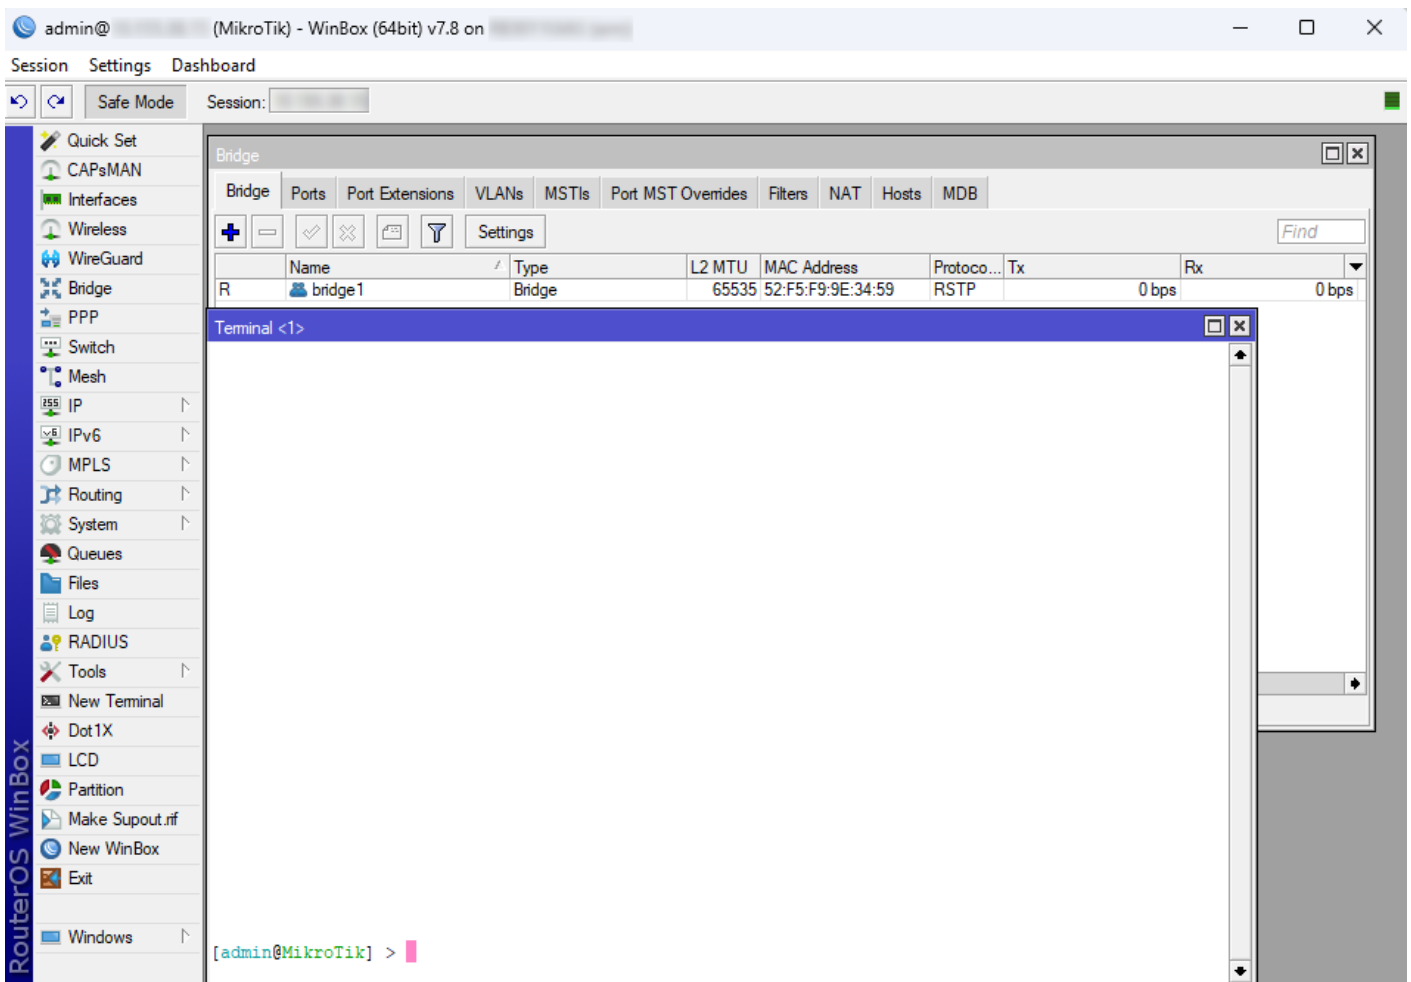 admin@ (MikroTik) - WinBox (64bit) v7.8 on
Session Settings Dashboard
Safe Mode Session:
Quick Set
CAPsMAN
Interfaces
Wireless
WireGuard
Bridge
PPP
Switch
Mesh
IP
IPv6
MPLS
Routing
System
Queues
Files
Log
RADIUS
Tools
New Terminal
Dot1X
LCD
Partition
Make Supout.rif
New WinBox
Exit
Windows
RouterOS WinBox
Bridge
Bridge Ports Port Extensions VLANs MSTIs Port MST Overrides Filters NAT Hosts MDB
Settings Find
Name Type L2 MTU MAC Address Protoco... Tx Rx
R bridge1 Bridge 65535 52:F5:F9:9E:34:59 RSTP 0 bps 0 bps
Terminal <1>
[admin@MikroTik] >